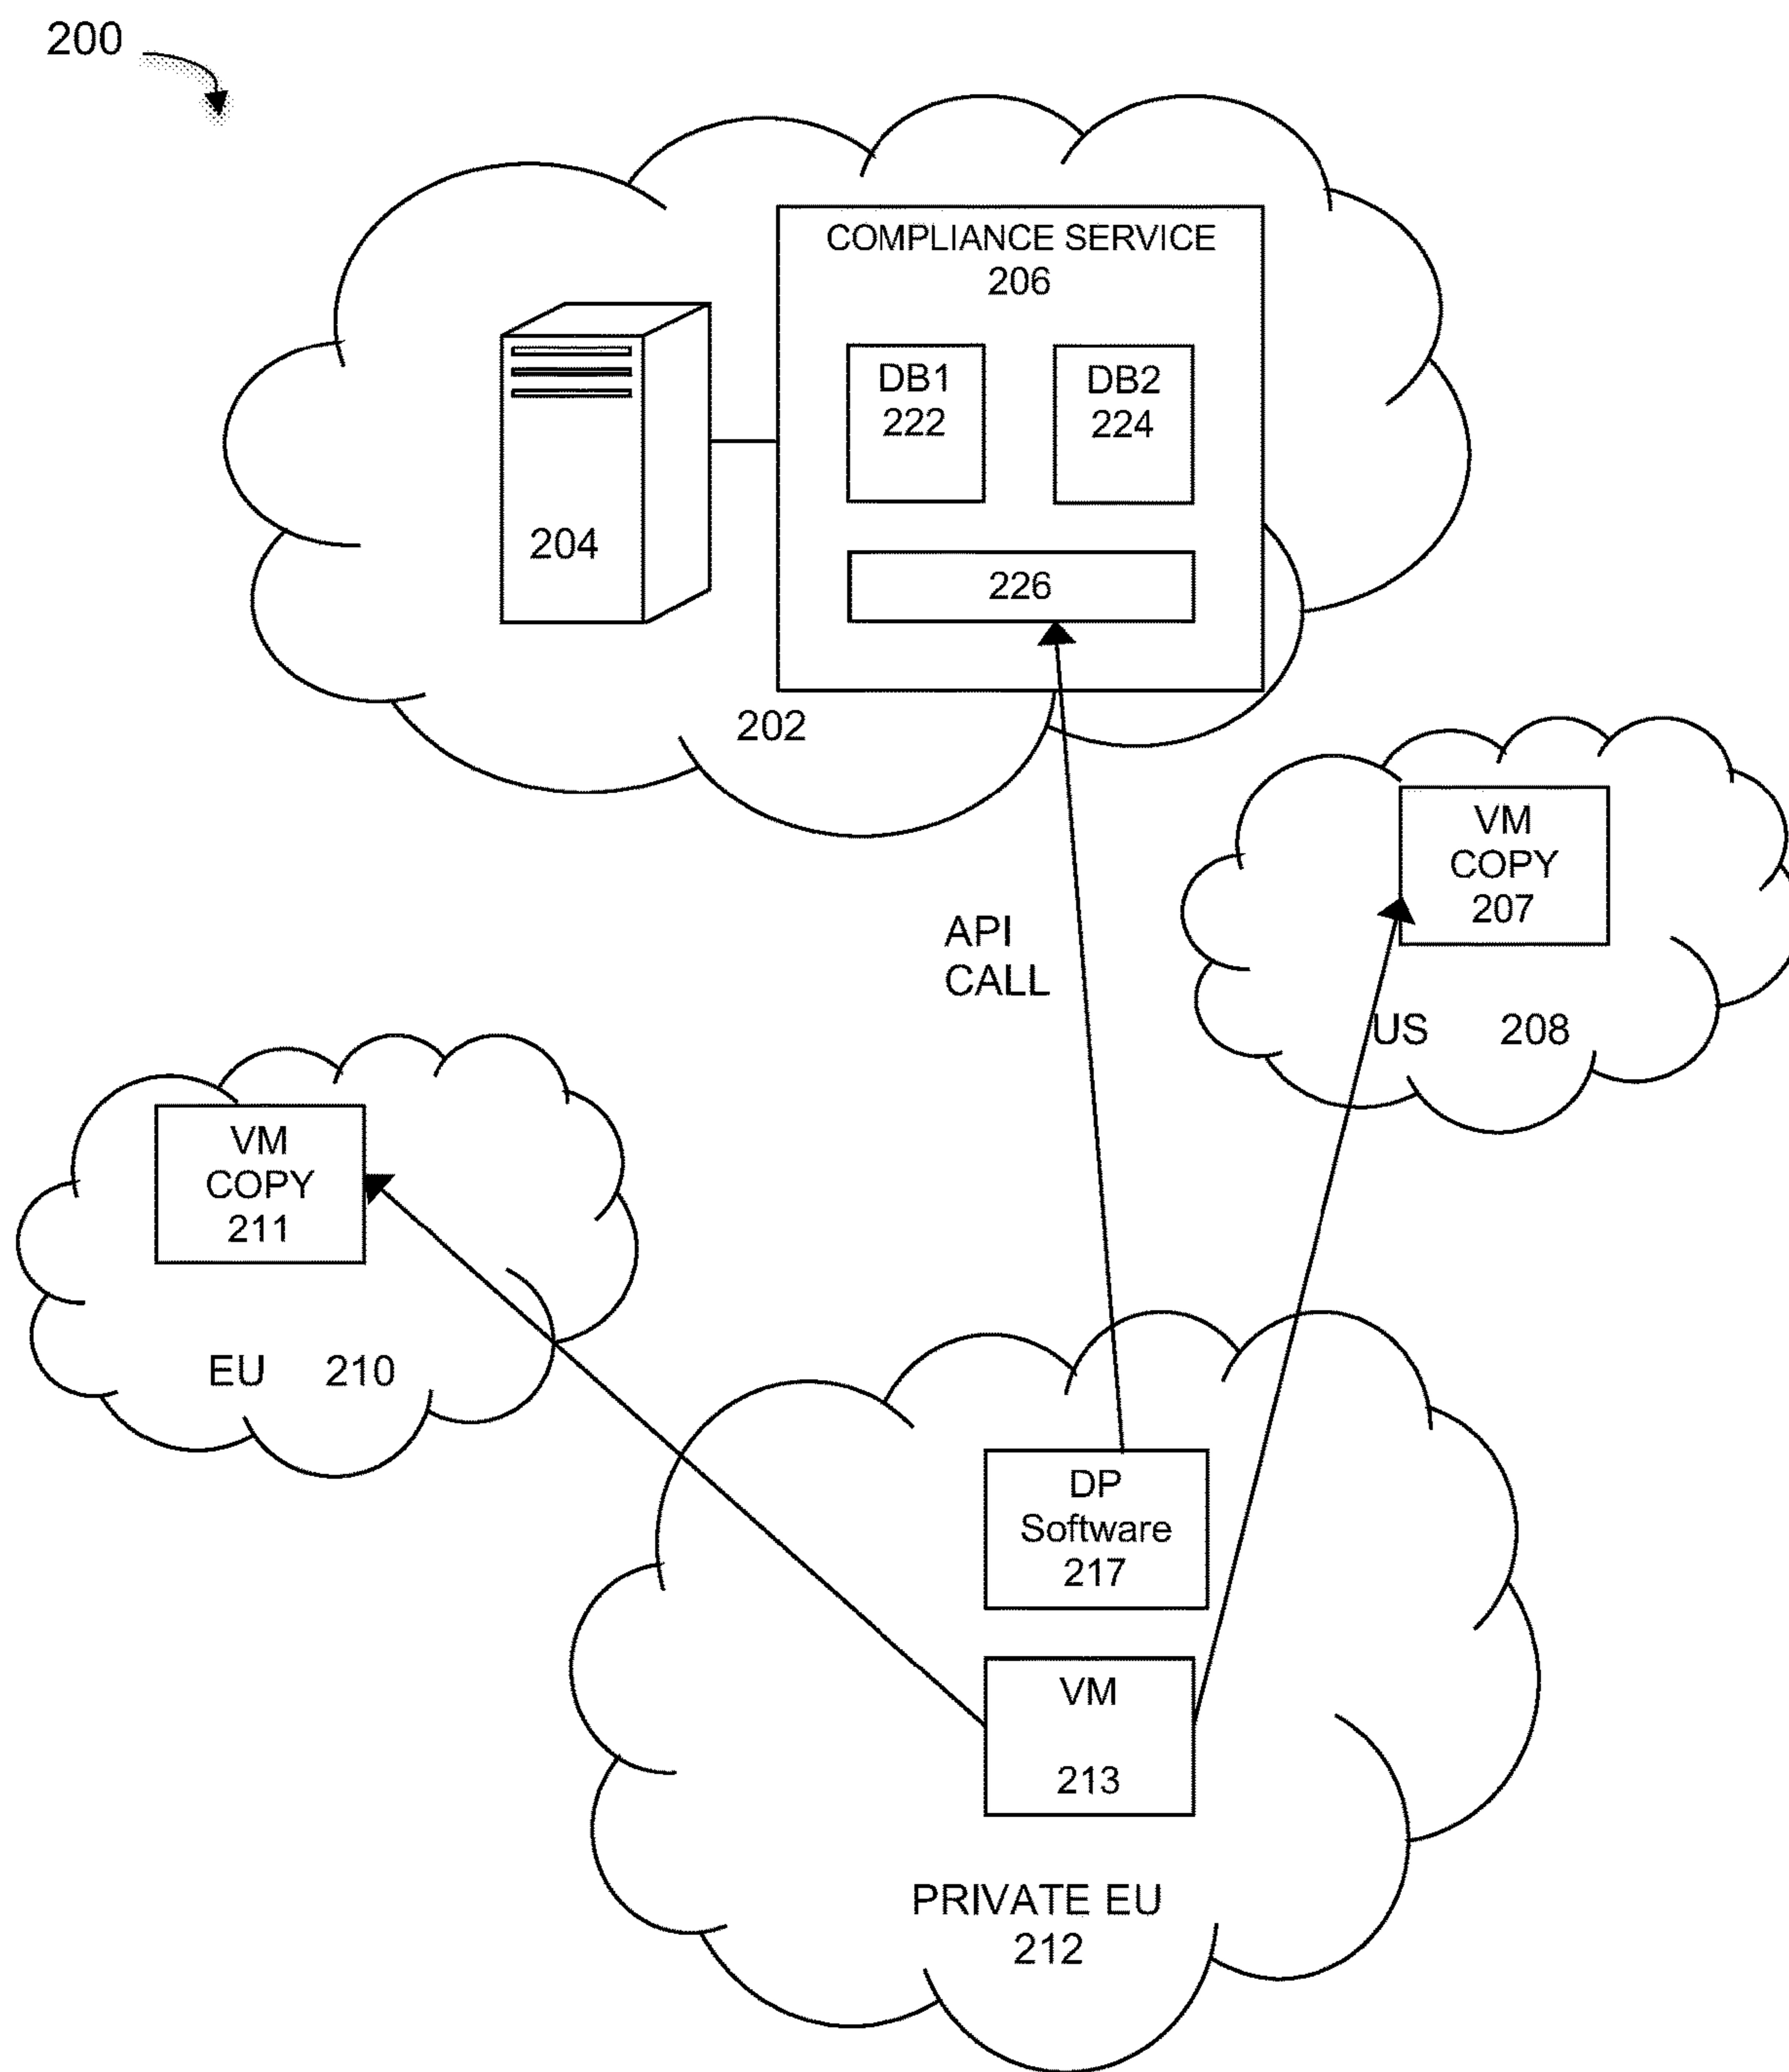 200
COMPLIANCE SERVICE
206
DB1
222
DB2
224
204
226
202
VM
COPY
207
API
CALL
US 208
VM
COPY
211
EU 210
DP
Software
217
VM
213
PRIVATE EU
212